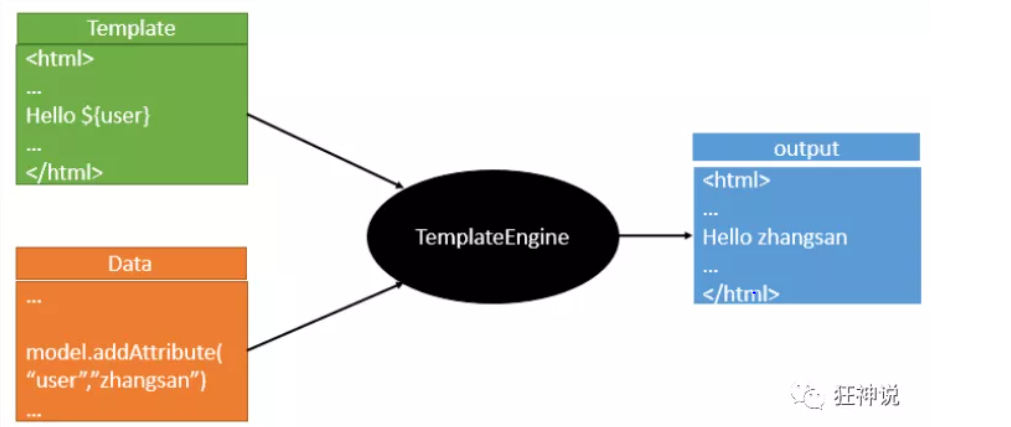 Template
<html>
...
Hello ${user}
...
</html>
Data
...
model.addAttribute(
“user”,”zhangsan”)
...
TemplateEngine
output
<html>
...
Hello zhangsan
...
</html>
狂神说